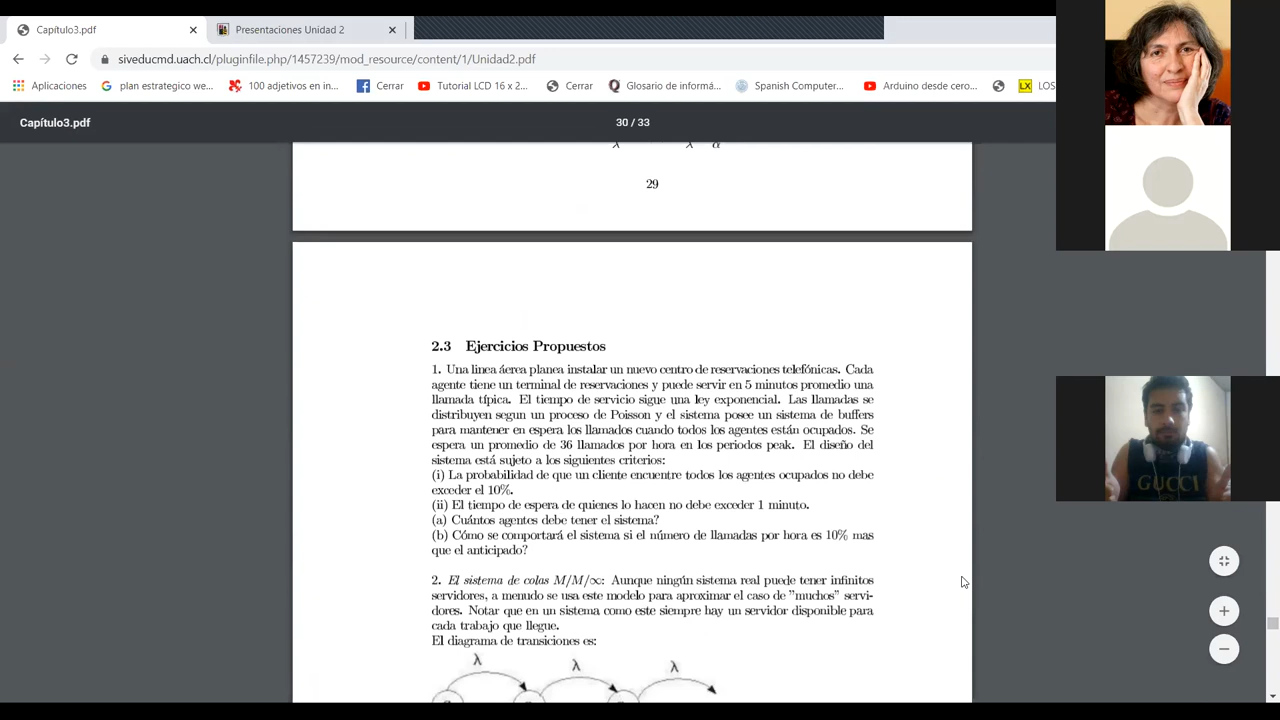 Capítulo3.pdf
Presentaciones Unidad 2
siveducmd.uach.cl/pluginfile.php/1457239/mod_resource/content/1/Unidad2.pdf
Aplicaciones
plan estrategico we...
100 adjetivos en in...
Cerrar
Tutorial LCD 16 x 2...
Cerrar
Glosario de informá...
Spanish Computer...
Arduino desde cero...
LX LOS
Capítulo3.pdf
30 / 33
λ λ α
29
2.3 Ejercicios Propuestos
1. Una linea áerea planea instalar un nuevo centro de reservaciones telefónicas. Cada
agente tiene un terminal de reservaciones y puede servir en 5 minutos promedio una
llamada típica. El tiempo de servicio sigue una ley exponencial. Las llamadas se
distribuyen segun un proceso de Poisson y el sistema posee un sistema de buffers
para mantener en espera los llamados cuando todos los agentes están ocupados. Se
espera un promedio de 36 llamados por hora en los periodos peak. El diseño del
sistema está sujeto a los siguientes criterios:
(i) La probabilidad de que un cliente encuentre todos los agentes ocupados no debe
exceder el 10%.
(ii) El tiempo de espera de quienes lo hacen no debe exceder 1 minuto.
(a) Cuántos agentes debe tener el sistema?
(b) Cómo se comportará el sistema si el número de llamadas por hora es 10% mas
que el anticipado?
2. El sistema de colas M/M/∞: Aunque ningún sistema real puede tener infinitos
servidores, a menudo se usa este modelo para aproximar el caso de "muchos" servi-
dores. Notar que en un sistema como este siempre hay un servidor disponible para
cada trabajo que llegue.
El diagrama de transiciones es:
λ λ λ
GUCCI